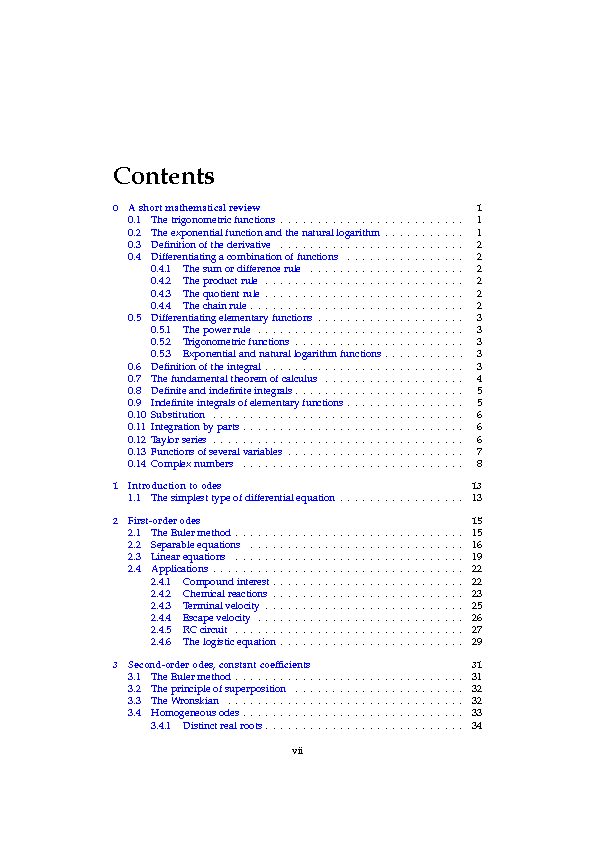 Contents
0 A short mathematical review 1
0.1 The trigonometric functions . . . . . . . . . . . . . . . . . . . . . . . . . 1
0.2 The exponential function and the natural logarithm . . . . . . . . . . . 1
0.3 Definition of the derivative . . . . . . . . . . . . . . . . . . . . . . . . . 2
0.4 Differentiating a combination of functions . . . . . . . . . . . . . . . . 2
0.4.1 The sum or difference rule . . . . . . . . . . . . . . . . . . . . . 2
0.4.2 The product rule . . . . . . . . . . . . . . . . . . . . . . . . . . . 2
0.4.3 The quotient rule . . . . . . . . . . . . . . . . . . . . . . . . . . . 2
0.4.4 The chain rule . . . . . . . . . . . . . . . . . . . . . . . . . . . . . 2
0.5 Differentiating elementary functions . . . . . . . . . . . . . . . . . . . . 3
0.5.1 The power rule . . . . . . . . . . . . . . . . . . . . . . . . . . . . 3
0.5.2 Trigonometric functions . . . . . . . . . . . . . . . . . . . . . . . 3
0.5.3 Exponential and natural logarithm functions . . . . . . . . . . . 3
0.6 Definition of the integral . . . . . . . . . . . . . . . . . . . . . . . . . . . 3
0.7 The fundamental theorem of calculus . . . . . . . . . . . . . . . . . . . 4
0.8 Definite and indefinite integrals . . . . . . . . . . . . . . . . . . . . . . . 5
0.9 Indefinite integrals of elementary functions . . . . . . . . . . . . . . . . 5
0.10 Substitution . . . . . . . . . . . . . . . . . . . . . . . . . . . . . . . . . . 6
0.11 Integration by parts . . . . . . . . . . . . . . . . . . . . . . . . . . . . . . 6
0.12 Taylor series . . . . . . . . . . . . . . . . . . . . . . . . . . . . . . . . . . 6
0.13 Functions of several variables . . . . . . . . . . . . . . . . . . . . . . . . 7
0.14 Complex numbers . . . . . . . . . . . . . . . . . . . . . . . . . . . . . . 8
1 Introduction to odes 13
1.1 The simplest type of differential equation . . . . . . . . . . . . . . . . . 13
2 First-order odes 15
2.1 The Euler method . . . . . . . . . . . . . . . . . . . . . . . . . . . . . . . 15
2.2 Separable equations . . . . . . . . . . . . . . . . . . . . . . . . . . . . . 16
2.3 Linear equations . . . . . . . . . . . . . . . . . . . . . . . . . . . . . . . 19
2.4 Applications . . . . . . . . . . . . . . . . . . . . . . . . . . . . . . . . . . 22
2.4.1 Compound interest . . . . . . . . . . . . . . . . . . . . . . . . . . 22
2.4.2 Chemical reactions . . . . . . . . . . . . . . . . . . . . . . . . . . 23
2.4.3 Terminal velocity . . . . . . . . . . . . . . . . . . . . . . . . . . . 25
2.4.4 Escape velocity . . . . . . . . . . . . . . . . . . . . . . . . . . . . 26
2.4.5 RC circuit . . . . . . . . . . . . . . . . . . . . . . . . . . . . . . . 27
2.4.6 The logistic equation . . . . . . . . . . . . . . . . . . . . . . . . . 29
3 Second-order odes, constant coefficients 31
3.1 The Euler method . . . . . . . . . . . . . . . . . . . . . . . . . . . . . . . 31
3.2 The principle of superposition . . . . . . . . . . . . . . . . . . . . . . . 32
3.3 The Wronskian . . . . . . . . . . . . . . . . . . . . . . . . . . . . . . . . 32
3.4 Homogeneous odes . . . . . . . . . . . . . . . . . . . . . . . . . . . . . . 33
3.4.1 Distinct real roots . . . . . . . . . . . . . . . . . . . . . . . . . . . 34
vii